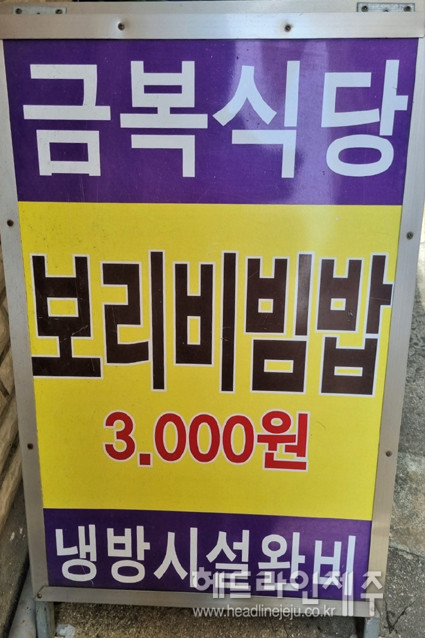 금복식당
보리비빔밥
3.000원
냉방시설완비
헤드라인제주
www.headlinejeju.co.kr